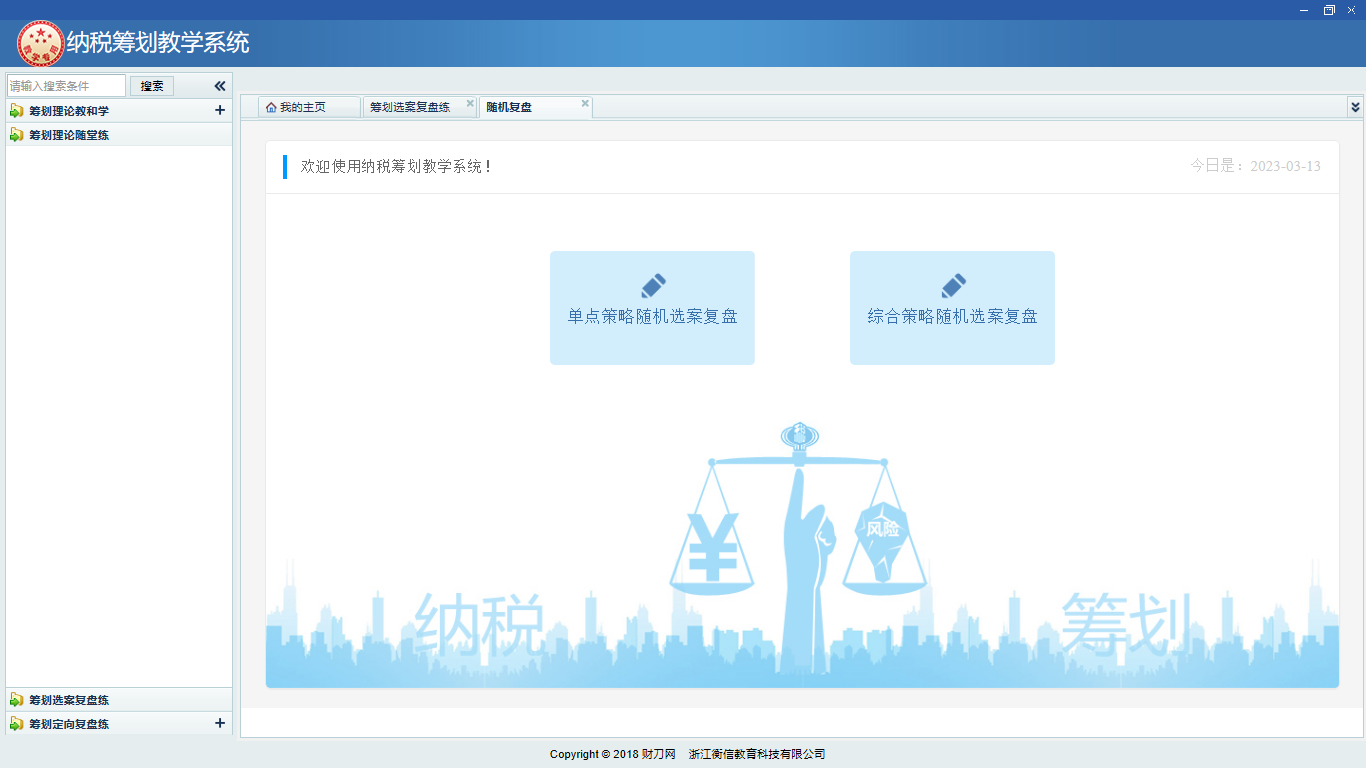 纳税筹划教学系统
请输入搜索条件
搜索
筹划理论教和学
筹划理论随堂练
筹划选案复盘练
筹划定向复盘练
我的主页
筹划选案复盘练
随机复盘
欢迎使用纳税筹划教学系统！
今日是：2023-03-13
单点策略随机选案复盘
综合策略随机选案复盘
¥
风险
纳税
筹划
Copyright © 2018 财刀网 浙江衡信教育科技有限公司